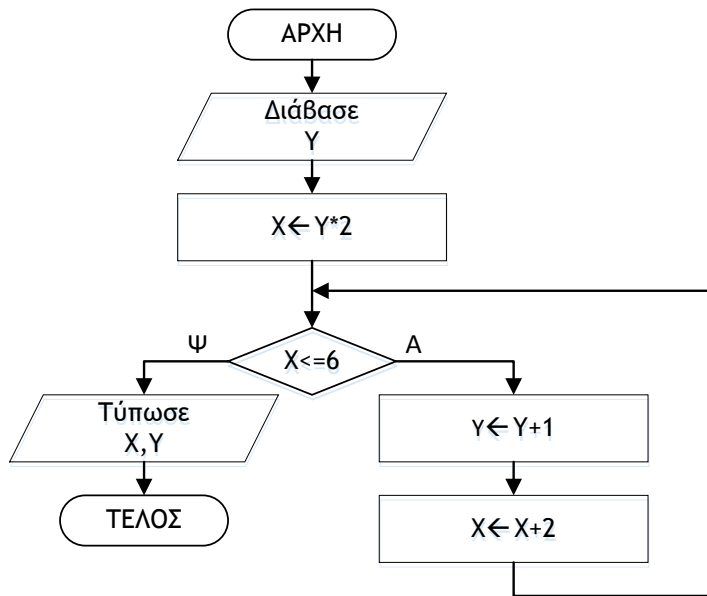 ΑΡΧΗ
Διάβασε
Υ
Χ← Υ*2
Ψ
Χ<=6
Α
Τύπωσε
Χ,Υ
Υ← Υ+1
ΤΕΛΟΣ
Χ← Χ+2